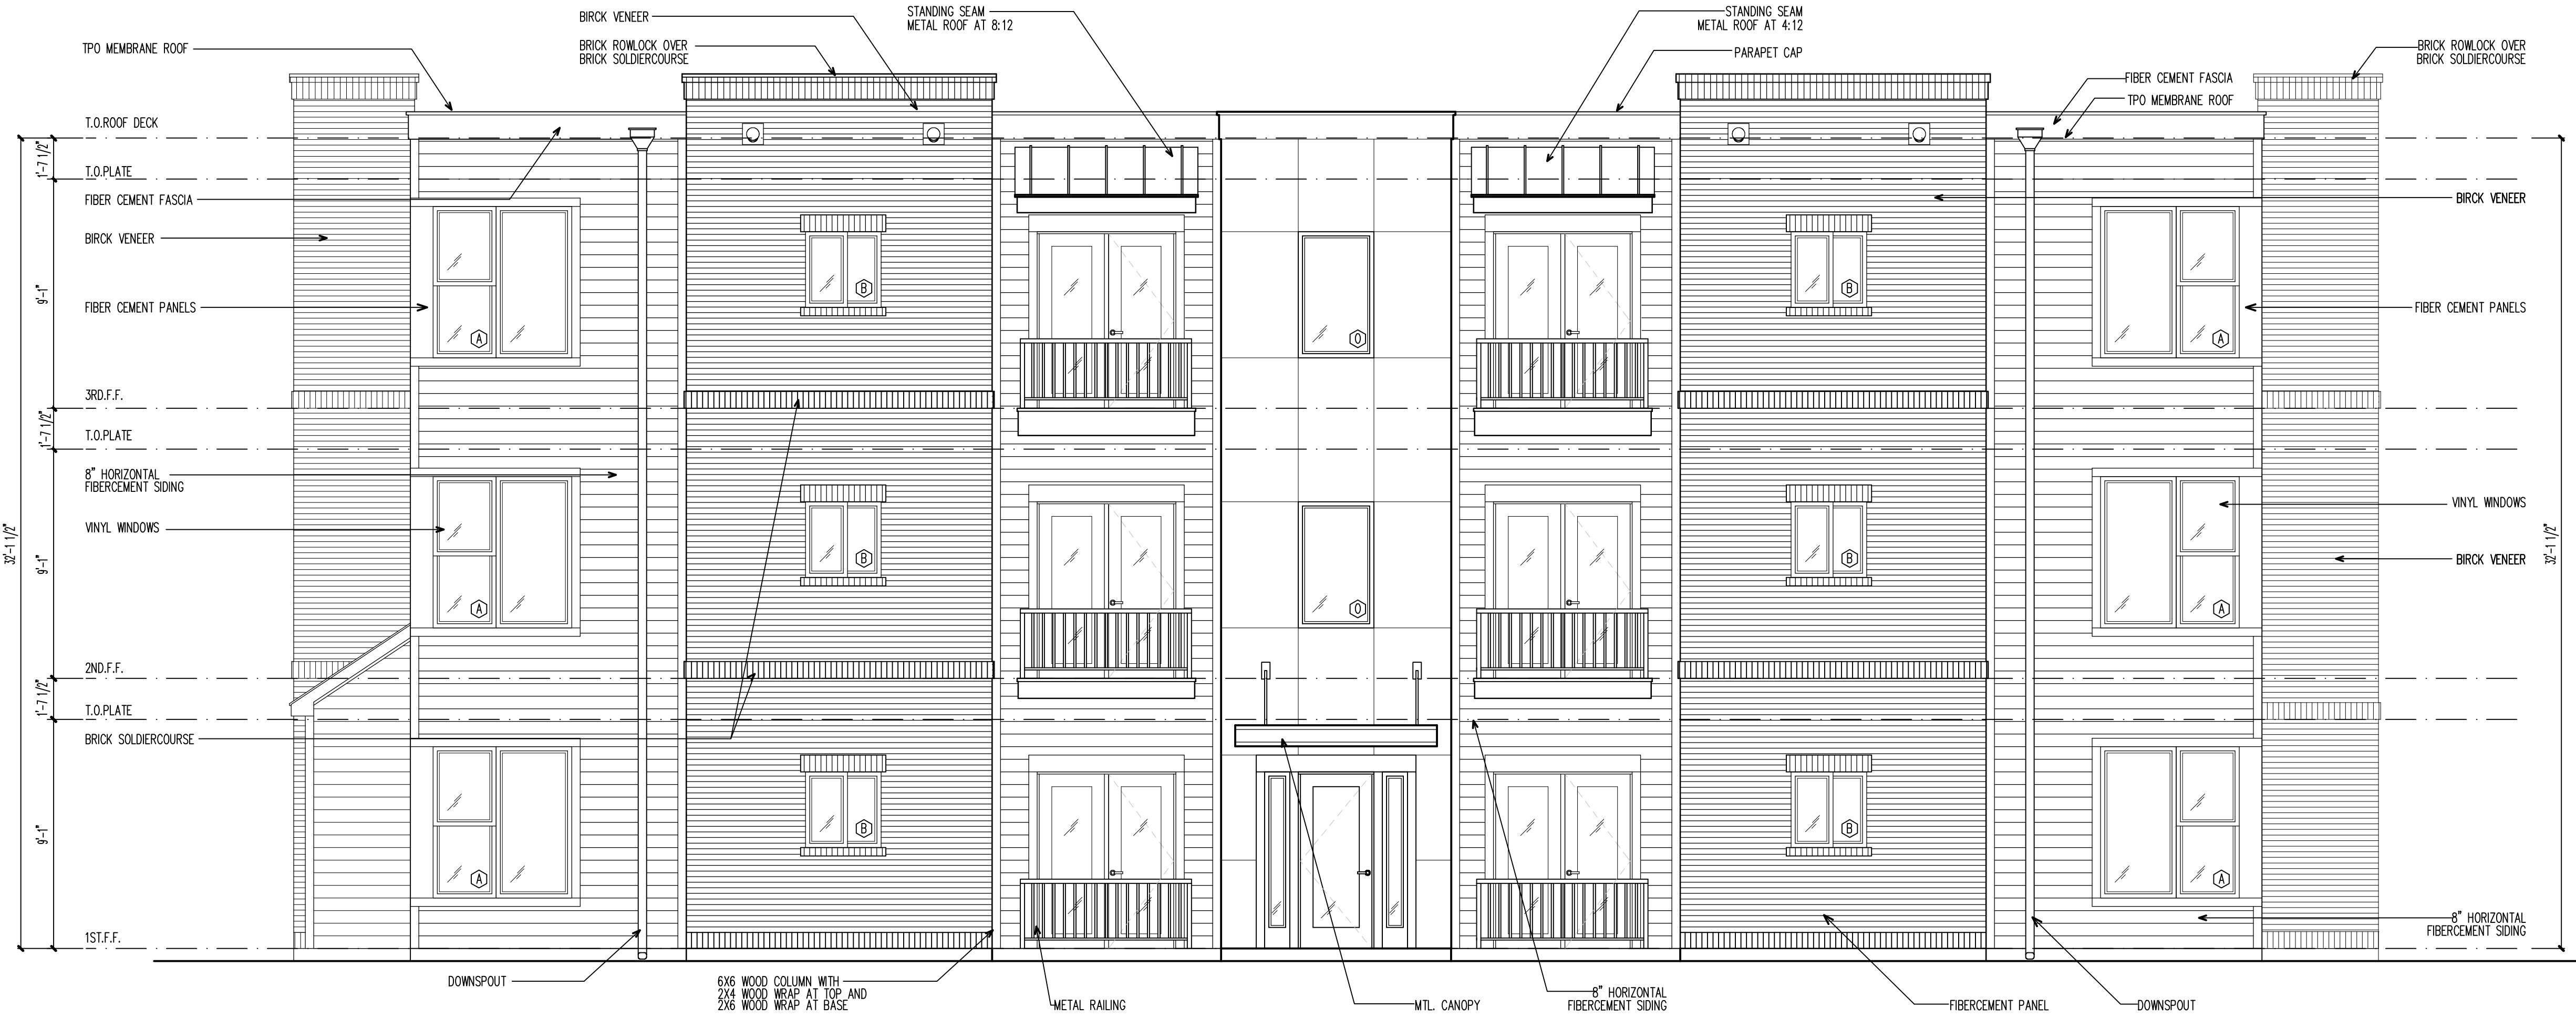 BIRCK VENEER
STANDING SEAM
METAL ROOF AT 8:12
STANDING SEAM
METAL ROOF AT 4:12
TPO MEMBRANE ROOF
BRICK ROWLOCK OVER
BRICK SOLDIERCOURSE
PARAPET CAP
BRICK ROWLOCK OVER
BRICK SOLDIERCOURSE
FIBER CEMENT FASCIA
TPO MEMBRANE ROOF
T.O.ROOF DECK
1'-7 1/2"
T.O.PLATE
FIBER CEMENT FASCIA
BIRCK VENEER
BIRCK VENEER
9'-1"
FIBER CEMENT PANELS
FIBER CEMENT PANELS
A
B
O
B
A
3RD.F.F.
1'-7 1/2"
T.O.PLATE
8" HORIZONTAL
FIBERCEMENT SIDING
VINYL WINDOWS
VINYL WINDOWS
32'-1 1/2"
9'-1"
BIRCK VENEER
32'-1 1/2"
A
B
O
B
A
2ND.F.F.
1'-7 1/2"
T.O.PLATE
BRICK SOLDIERCOURSE
9'-1"
A
B
B
A
1ST.F.F.
8" HORIZONTAL
FIBERCEMENT SIDING
DOWNSPOUT
6X6 WOOD COLUMN WITH
2X4 WOOD WRAP AT TOP AND
2X6 WOOD WRAP AT BASE
METAL RAILING
MTL. CANOPY
8" HORIZONTAL
FIBERCEMENT SIDING
FIBERCEMENT PANEL
DOWNSPOUT